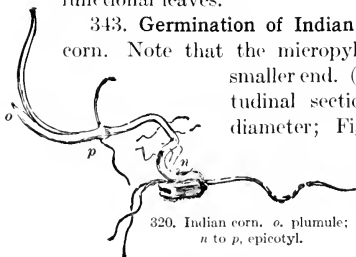 functional leaves.
343. Germination of Indian
corn. Note that the micropyl
smaller end. (
tudinal sectio
diameter; Fi
o
p
n
320. Indian corn. o. plumule;
n to p, epicotyl.